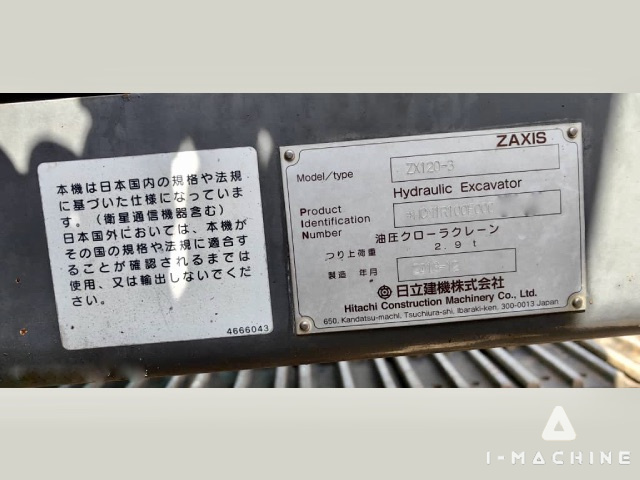 本機は日本国内の規格や法規
に基づいた仕様になっていま
す。（衛星通信機器含む）
日本国外においては、本機が
その国の規格や法規に適合す
ることが確認されるまでは
使用、又は輸出しないでくだ
さい。
4666043
ZAXIS
Model/type ZX120-3
Hydraulic Excavator
Product
Identification
Number
油圧クローラクレーン
つり上荷重 2.9t
製造 年月
日立建機株式会社
Hitachi Construction Machinery Co., Ltd.
650, Kandatsu-machi, Tsuchiura-shi, Ibaraki-ken, 300-0013 Japan
I-MACHINE